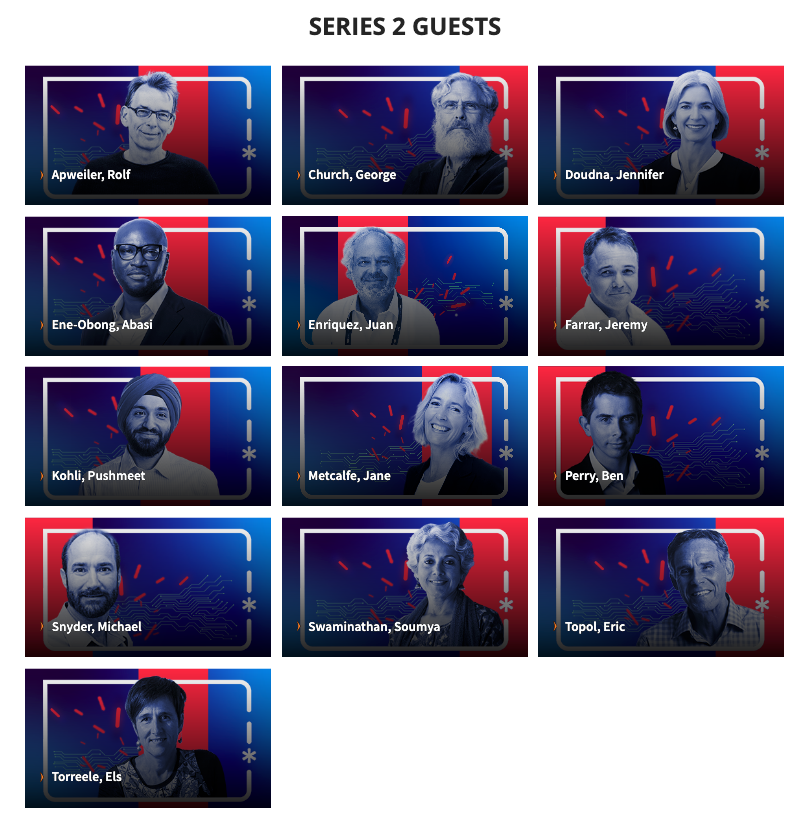 SERIES 2 GUESTS
Apweiler, Rolf
Church, George
Doudna, Jennifer
Ene-Obong, Abasi
Enriquez, Juan
Farrar, Jeremy
Kohli, Pushmeet
Metcalfe, Jane
Perry, Ben
Snyder, Michael
Swaminathan, Soumya
Topol, Eric
Torreele, Els